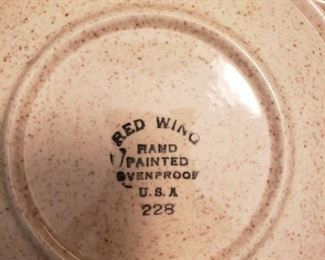 RED WING
HAND
PAINTED
OVENPROOF
U.S.A
228